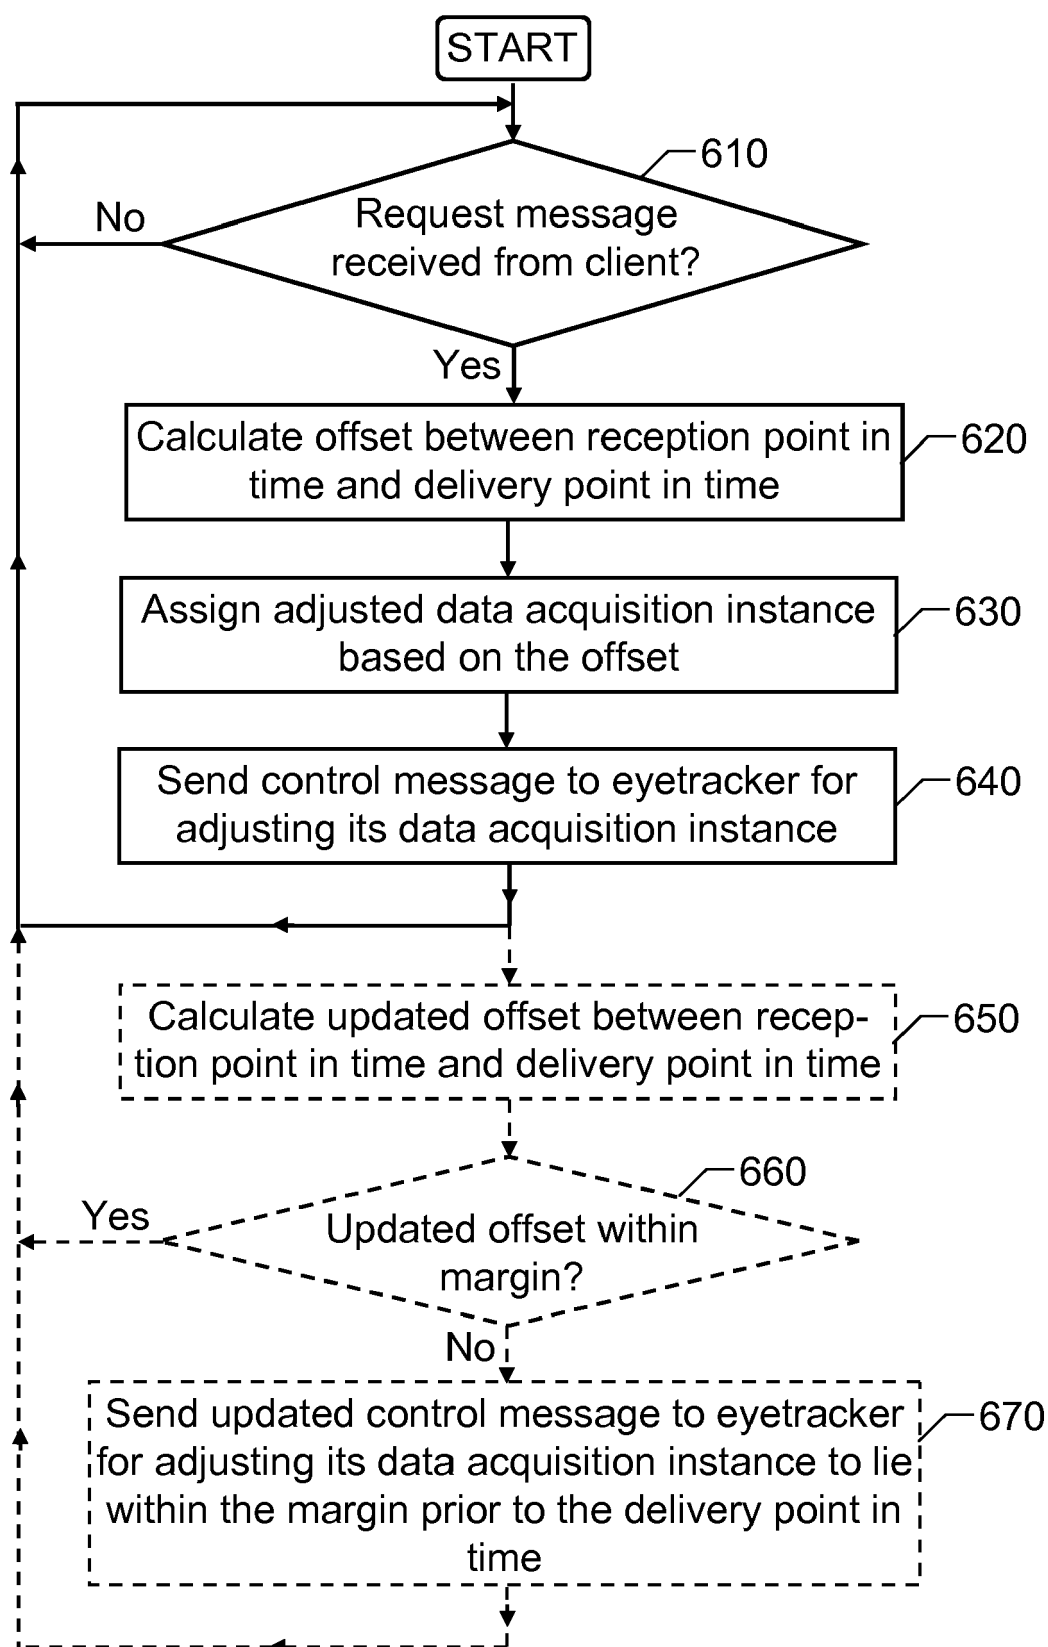 START
610
Request message
received from client?
No
Yes
Calculate offset between reception point in
time and delivery point in time
620
Assign adjusted data acquisition instance
based on the offset
630
Send control message to eyetracker for
adjusting its data acquisition instance
640
Calculate updated offset between recep-
tion point in time and delivery point in time
650
660
Updated offset within
margin?
Yes
No
Send updated control message to eyetracker
for adjusting its data acquisition instance to lie
within the margin prior to the delivery point in
time
670